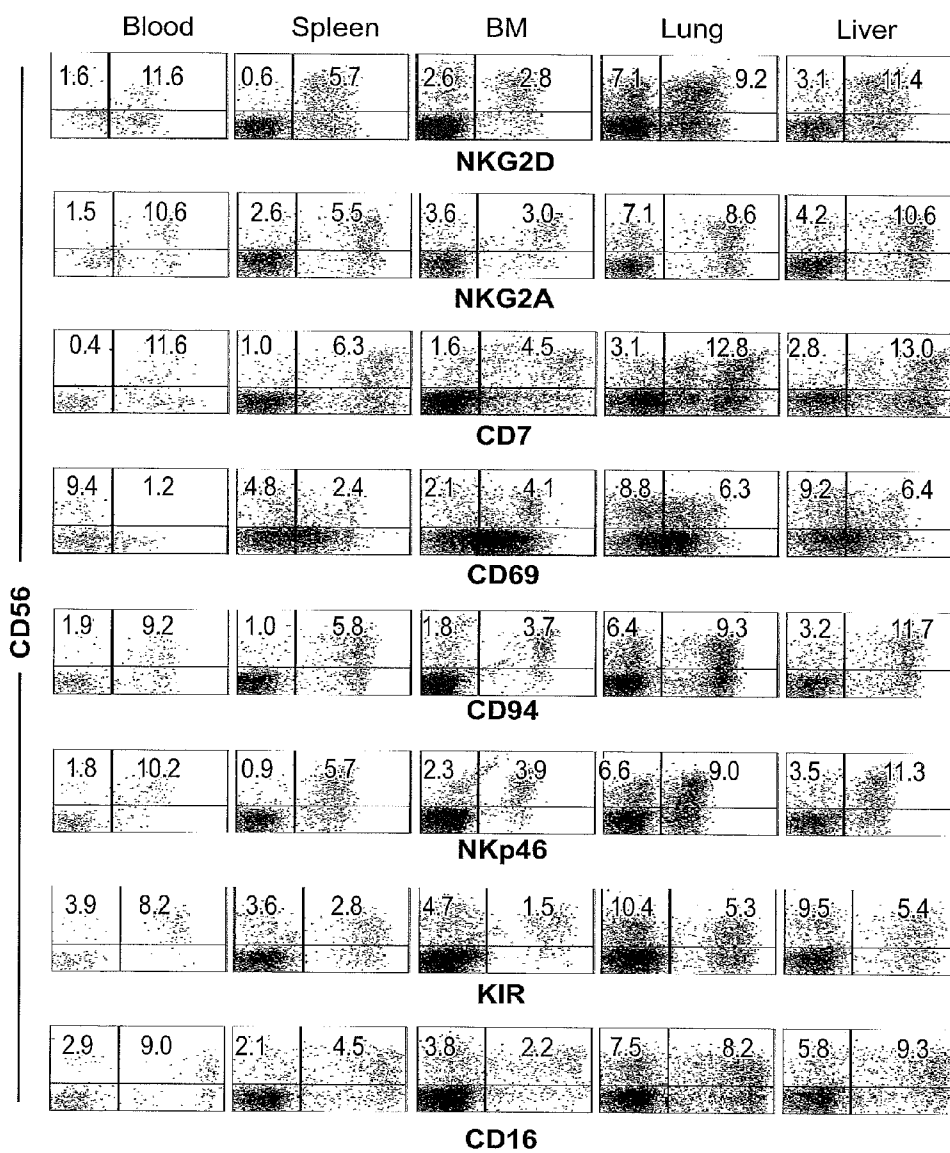 Blood Spleen BM Lung Liver
1.6 11.6 0.6 5.7 2.6 2.8 7.1 9.2 3.1 11.4
NKG2D
1.5 10.6 2.6 5.5 3.6 3.0 7.1 8.6 4.2 10.6
NKG2A
0.4 11.6 1.0 6.3 1.6 4.5 3.1 12.8 2.8 13.0
CD7
9.4 1.2 4.8 2.4 2.1 4.1 8.8 6.3 9.2 6.4
CD69
CD56
1.9 9.2 1.0 5.8 1.8 3.7 6.4 9.3 3.2 11.7
CD94
1.8 10.2 0.9 5.7 2.3 3.9 6.6 9.0 3.5 11.3
NKp46
3.9 8.2 3.6 2.8 4.7 1.5 10.4 5.3 9.5 5.4
KIR
2.9 9.0 2.1 4.5 3.8 2.2 7.5 8.2 5.8 9.3
CD16